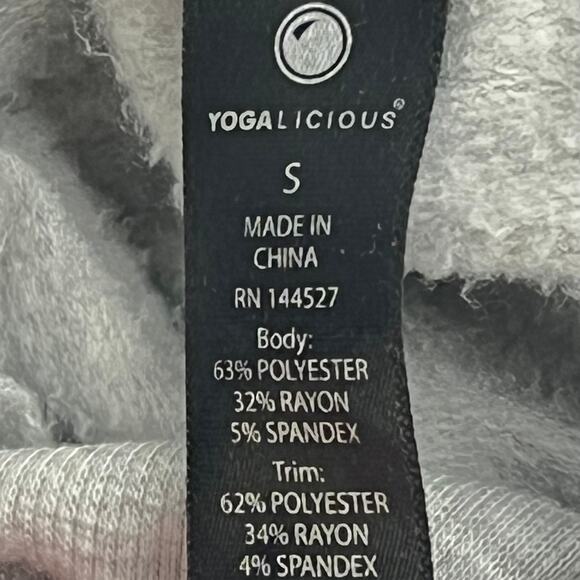 YOGALICIOUS®
S
MADE IN
CHINA
RN 144527
Body:
63% POLYESTER
32% RAYON
5% SPANDEX
Trim:
62% POLYESTER
34% RAYON
4% SPANDEX